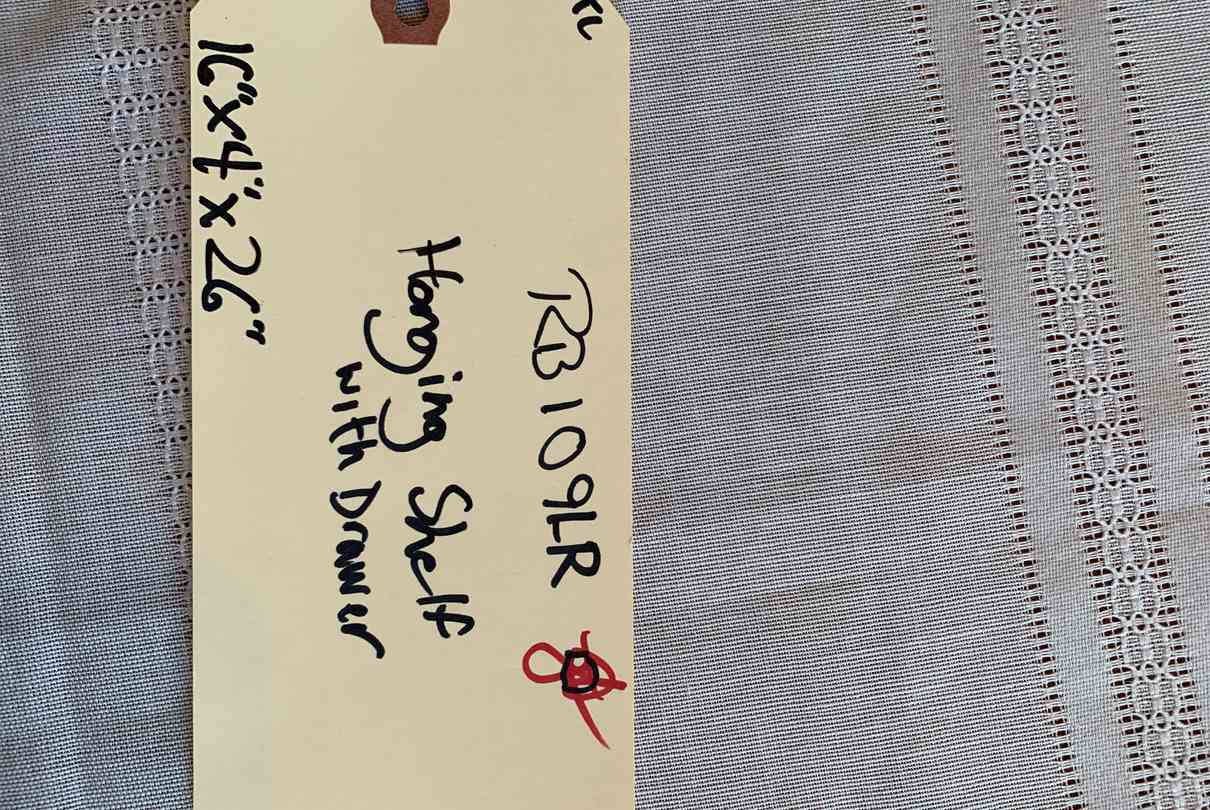 RB109LR
Hanging Shelf
with Drawer
16"x4"x26"